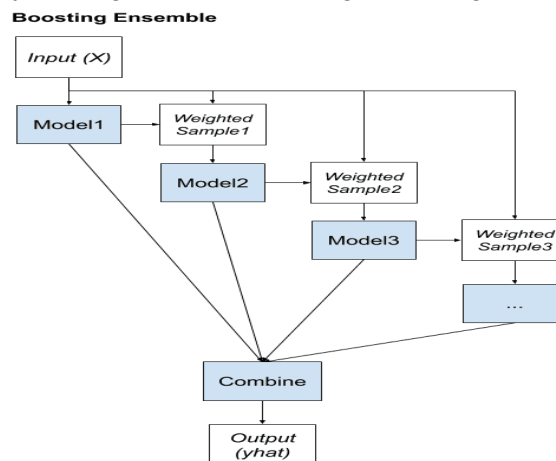 Boosting Ensemble
Input (X)
Model1
Weighted
Sample1
Model2
Weighted
Sample2
Model3
Weighted
Sample3
...
Combine
Output
(yhat)